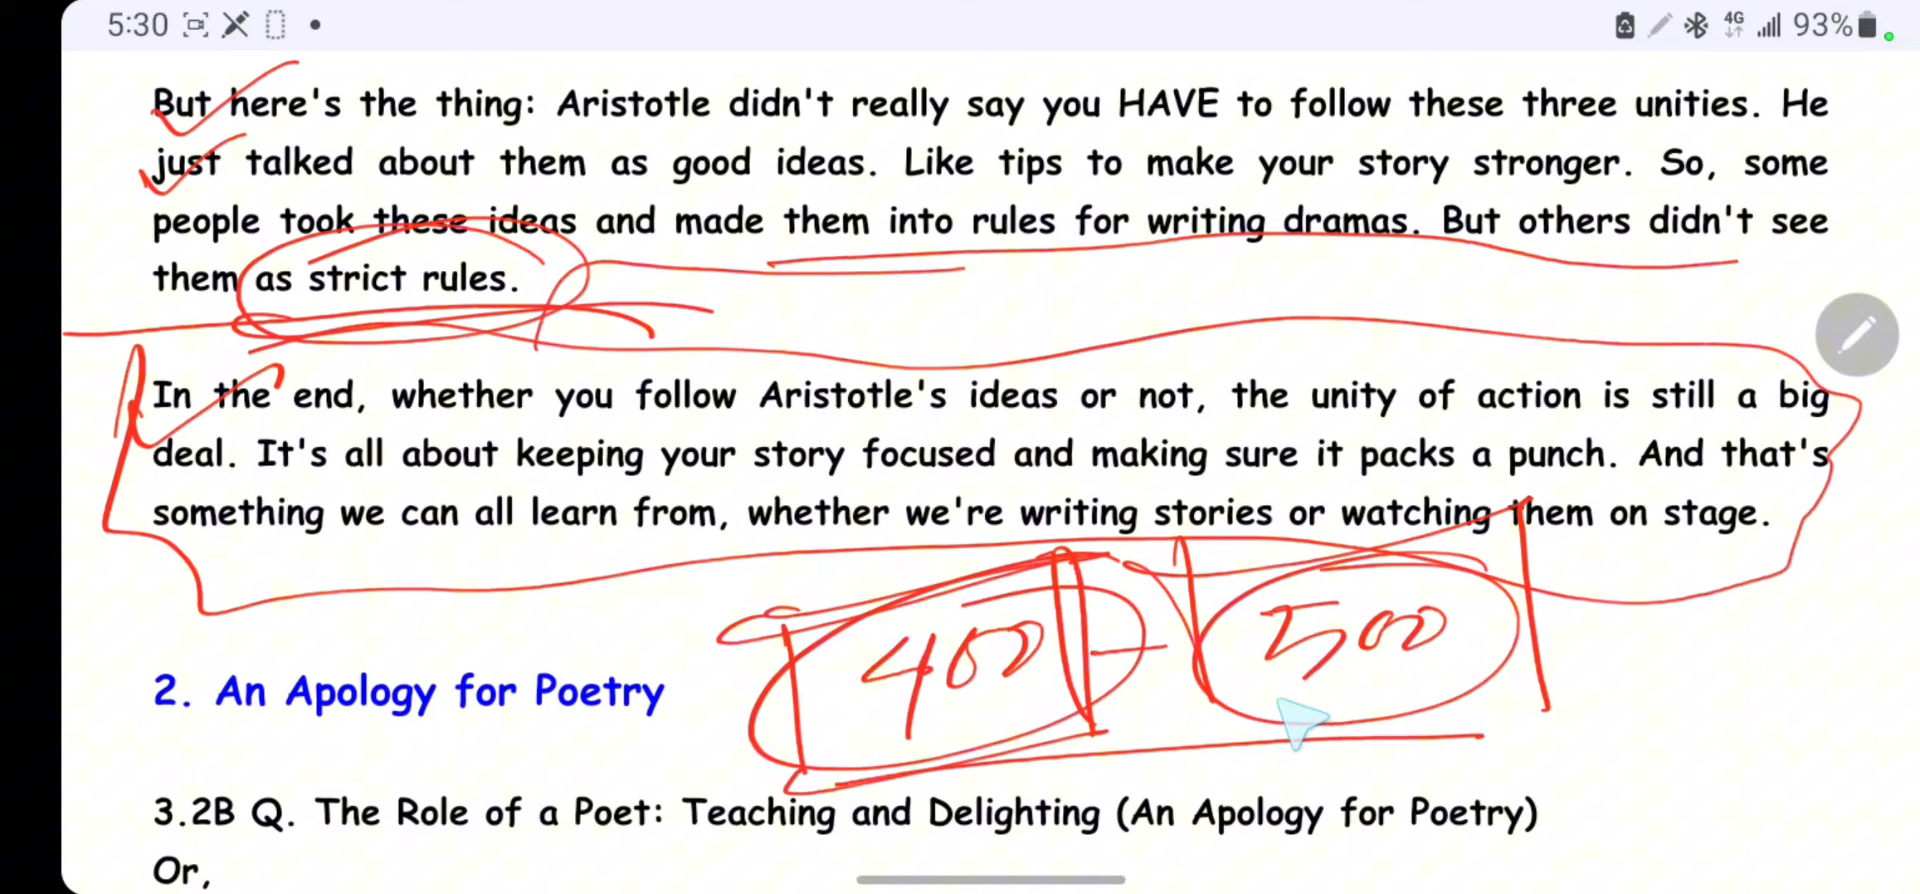 5:30 4G 93%
But here's the thing: Aristotle didn't really say you HAVE to follow these three unities. He
just talked about them as good ideas. Like tips to make your story stronger. So, some
people took these ideas and made them into rules for writing dramas. But others didn't see
them as strict rules.
In the end, whether you follow Aristotle's ideas or not, the unity of action is still a big
deal. It's all about keeping your story focused and making sure it packs a punch. And that's
something we can all learn from, whether we're writing stories or watching them on stage.
400 - 500
2. An Apology for Poetry
3.2B Q. The Role of a Poet: Teaching and Delighting (An Apology for Poetry)
Or,